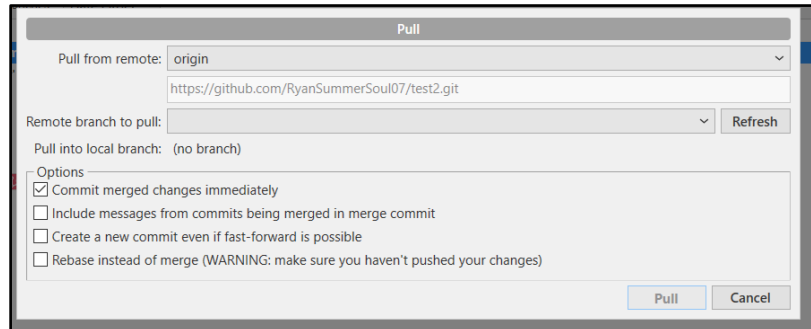 Pull
Pull from remote: origin
https://github.com/RyanSummerSoul07/test2.git
Remote branch to pull: Refresh
Pull into local branch: (no branch)
Options
Commit merged changes immediately
Include messages from commits being merged in merge commit
Create a new commit even if fast-forward is possible
Rebase instead of merge (WARNING: make sure you haven't pushed your changes)
Pull Cancel